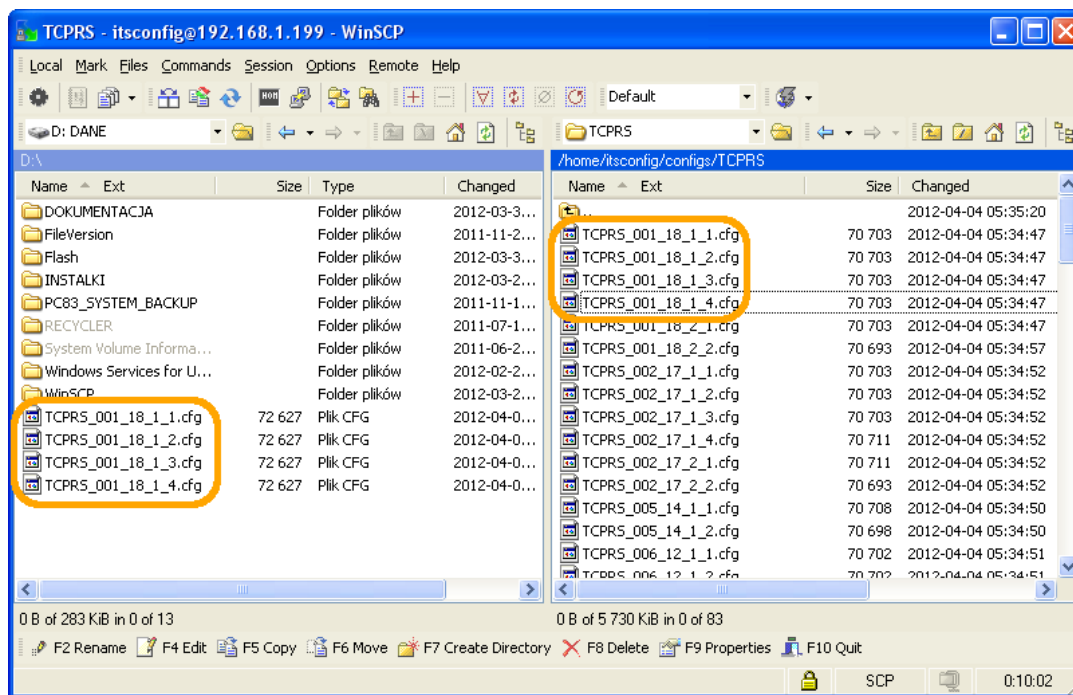 TCPRS - itsconfig@192.168.1.199 - WinSCP
Local Mark Files Commands Session Options Remote Help
Default
D: DANE
TCPRS
D:\
/home/itsconfig/configs/TCPRS
Name Ext Size Type Changed
DOKUMENTACJA Folder plików 2012-03-3...
FileVersion Folder plików 2011-11-2...
Flash Folder plików 2012-03-3...
INSTALKI Folder plików 2012-03-2...
PC83_SYSTEM_BACKUP Folder plików 2011-11-1...
RECYCLER Folder plików 2011-07-1...
System Volume Informa... Folder plików 2011-06-2...
Windows Services for U... Folder plików 2012-02-2...
WinSCP Folder plików 2012-03-2...
TCPRS_001_18_1_1.cfg 72 627 Plik CFG 2012-04-0...
TCPRS_001_18_1_2.cfg 72 627 Plik CFG 2012-04-0...
TCPRS_001_18_1_3.cfg 72 627 Plik CFG 2012-04-0...
TCPRS_001_18_1_4.cfg 72 627 Plik CFG 2012-04-0...
Name Ext Size Changed
.. 2012-04-04 05:35:20
TCPRS_001_18_1_1.cfg 70 703 2012-04-04 05:34:47
TCPRS_001_18_1_2.cfg 70 703 2012-04-04 05:34:47
TCPRS_001_18_1_3.cfg 70 703 2012-04-04 05:34:47
TCPRS_001_18_1_4.cfg 70 703 2012-04-04 05:34:47
TCPRS_001_18_2_1.cfg 70 703 2012-04-04 05:34:47
TCPRS_001_18_2_2.cfg 70 693 2012-04-04 05:34:57
TCPRS_002_17_1_1.cfg 70 711 2012-04-04 05:34:52
TCPRS_002_17_1_2.cfg 70 711 2012-04-04 05:34:52
TCPRS_002_17_1_3.cfg 70 711 2012-04-04 05:34:52
TCPRS_002_17_1_4.cfg 70 711 2012-04-04 05:34:52
TCPRS_002_17_2_1.cfg 70 711 2012-04-04 05:34:52
TCPRS_002_17_2_2.cfg 70 693 2012-04-04 05:34:52
TCPRS_005_14_1_1.cfg 70 708 2012-04-04 05:34:50
TCPRS_005_14_1_2.cfg 70 698 2012-04-04 05:34:50
TCPRS_006_12_1_1.cfg 70 702 2012-04-04 05:34:51
TCPRS_006_12_1_2.cfg 70 702 2012-04-04 05:34:51
0 B of 283 KiB in 0 of 13
0 B of 5 730 KiB in 0 of 83
F2 Rename F4 Edit F5 Copy F6 Move F7 Create Directory F8 Delete F9 Properties F10 Quit
SCP 0:10:02